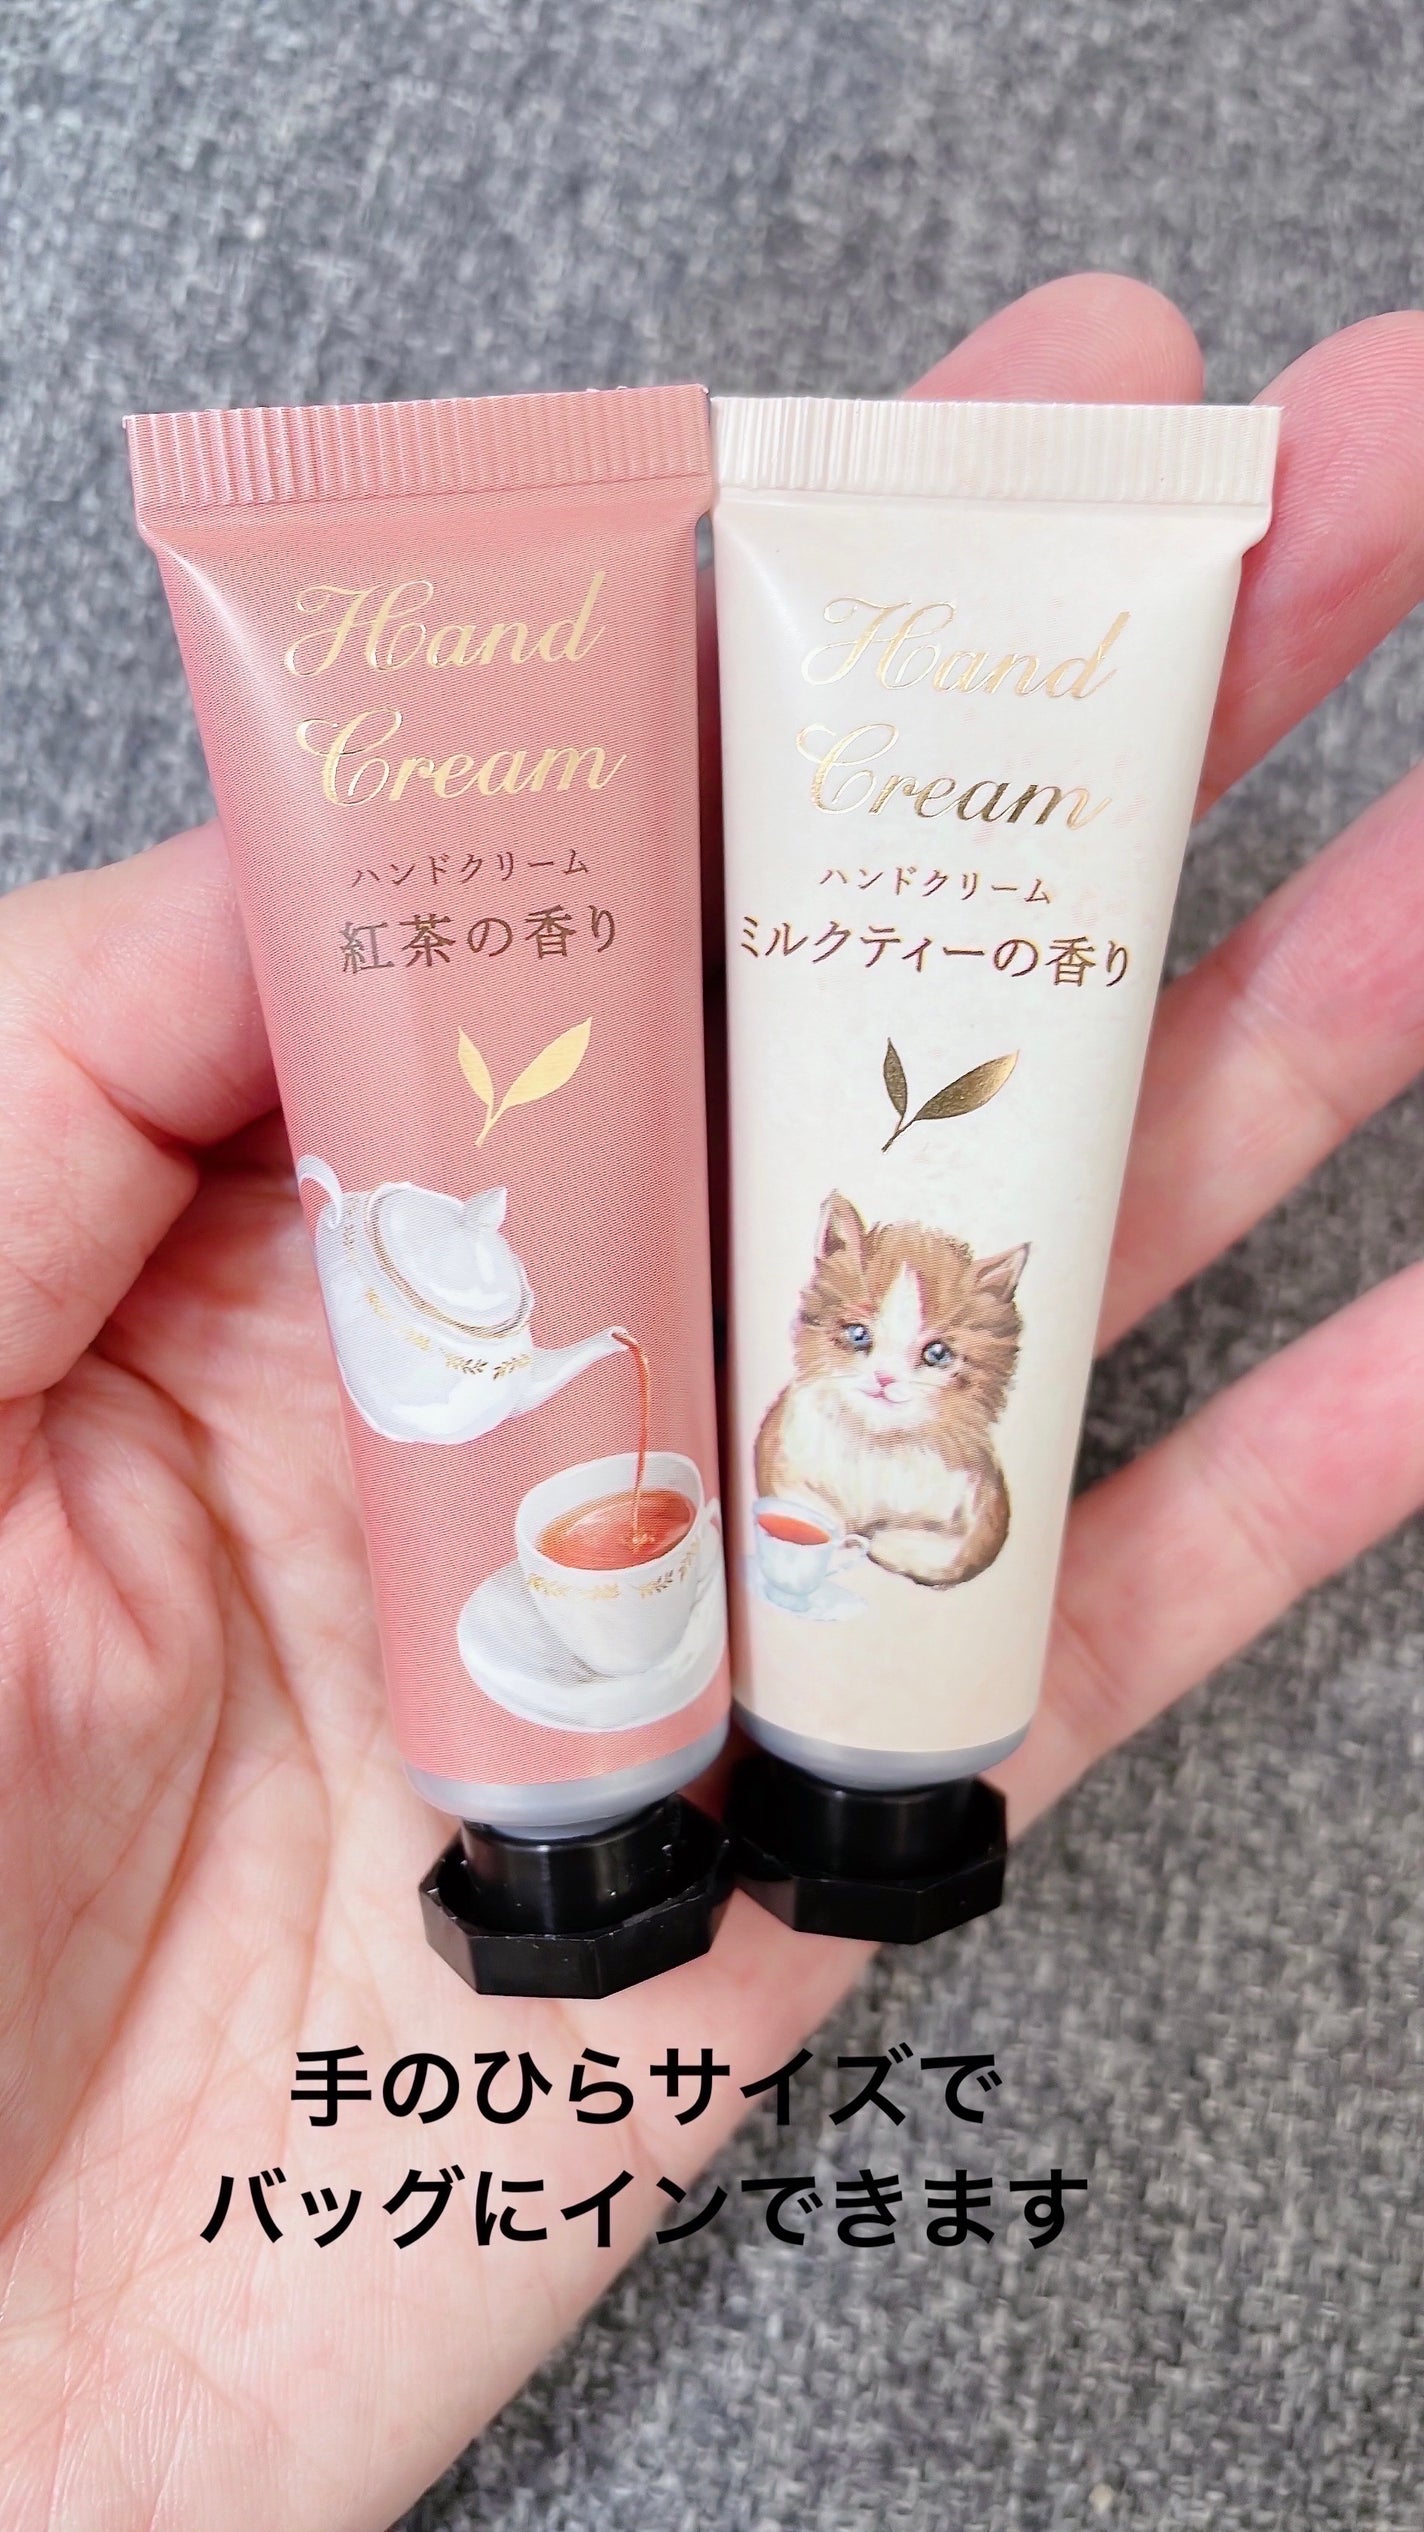 Hand
Cream
ハンドクリーム
紅茶の香り
Hand
Cream
ハンドクリーム
ミルクティーの香り
手のひらサイズで
バッグにインできます